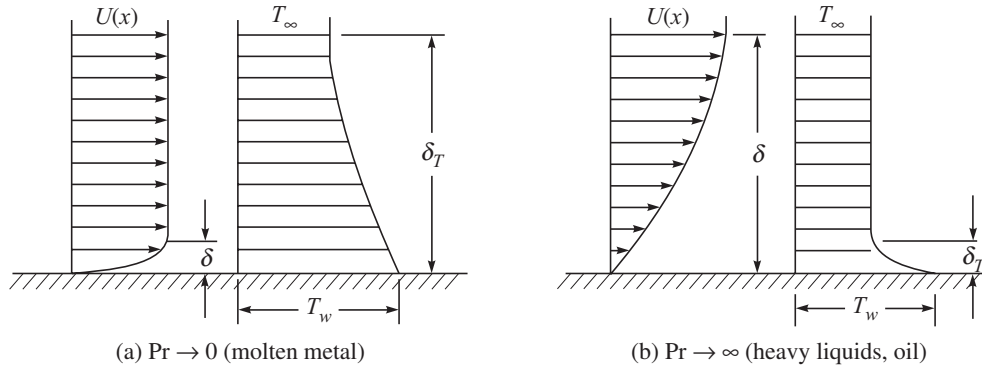 U(x) T∞ U(x) T∞
δT δ
δ δT
Tw Tw
(a) Pr → 0 (molten metal) (b) Pr → ∞ (heavy liquids, oil)